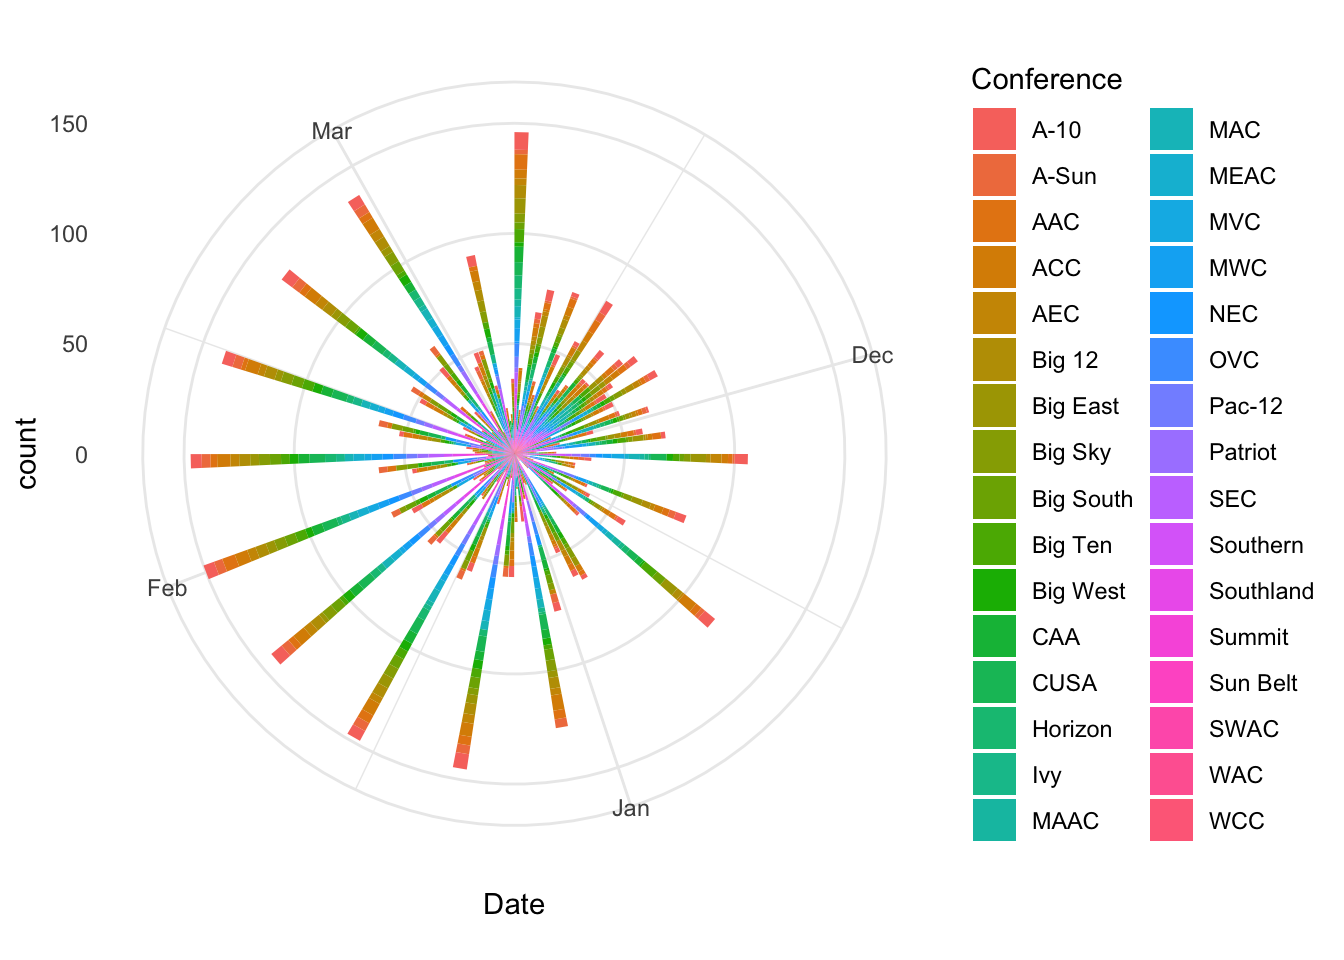 150
100
50
0
count
Mar
Dec
Feb
Jan
Date
Conference
A-10
A-Sun
AAC
ACC
AEC
Big 12
Big East
Big Sky
Big South
Big Ten
Big West
CAA
CUSA
Horizon
Ivy
MAAC
MAC
MEAC
MVC
MWC
NEC
OVC
Pac-12
Patriot
SEC
Southern
Southland
Summit
Sun Belt
SWAC
WAC
WCC